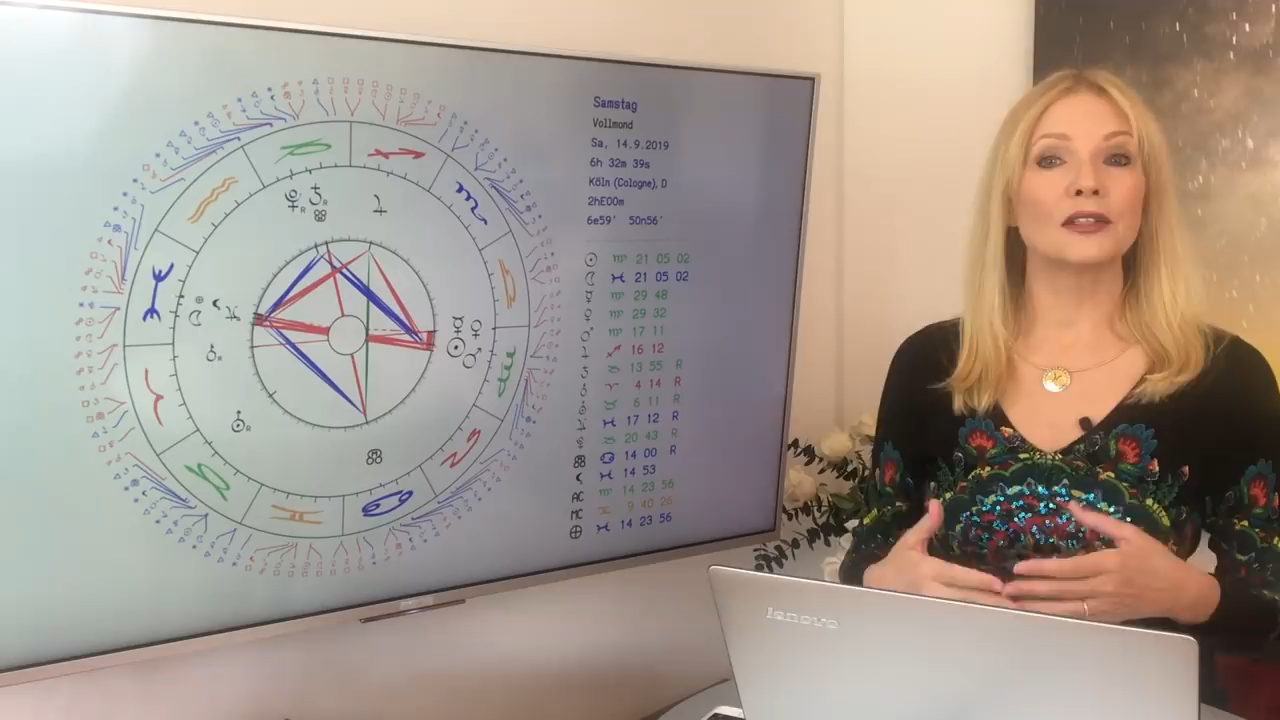 Samstag
Vollmond
Sa, 14.9.2019
6h 32m 39s
Köln (Cologne), D
2hE00m
6e59' 50n56'
☉ ♍ 21 05 02
☾ ♓ 21 05 02
☿ ♍ 29 48
♀ ♍ 29 32
♂ ♍ 17 11
♃ ♐ 16 12
♄ ♑ 13 55 R
♈ 4 14 R
♉ 6 11 R
♓ 17 12 R
♑ 20 43 R
☊ ♋ 14 00 R
♓ 14 53
AC ♍ 14 23 56
MC ♊ 9 40 26
⊕ ♓ 14 23 56
lenovo